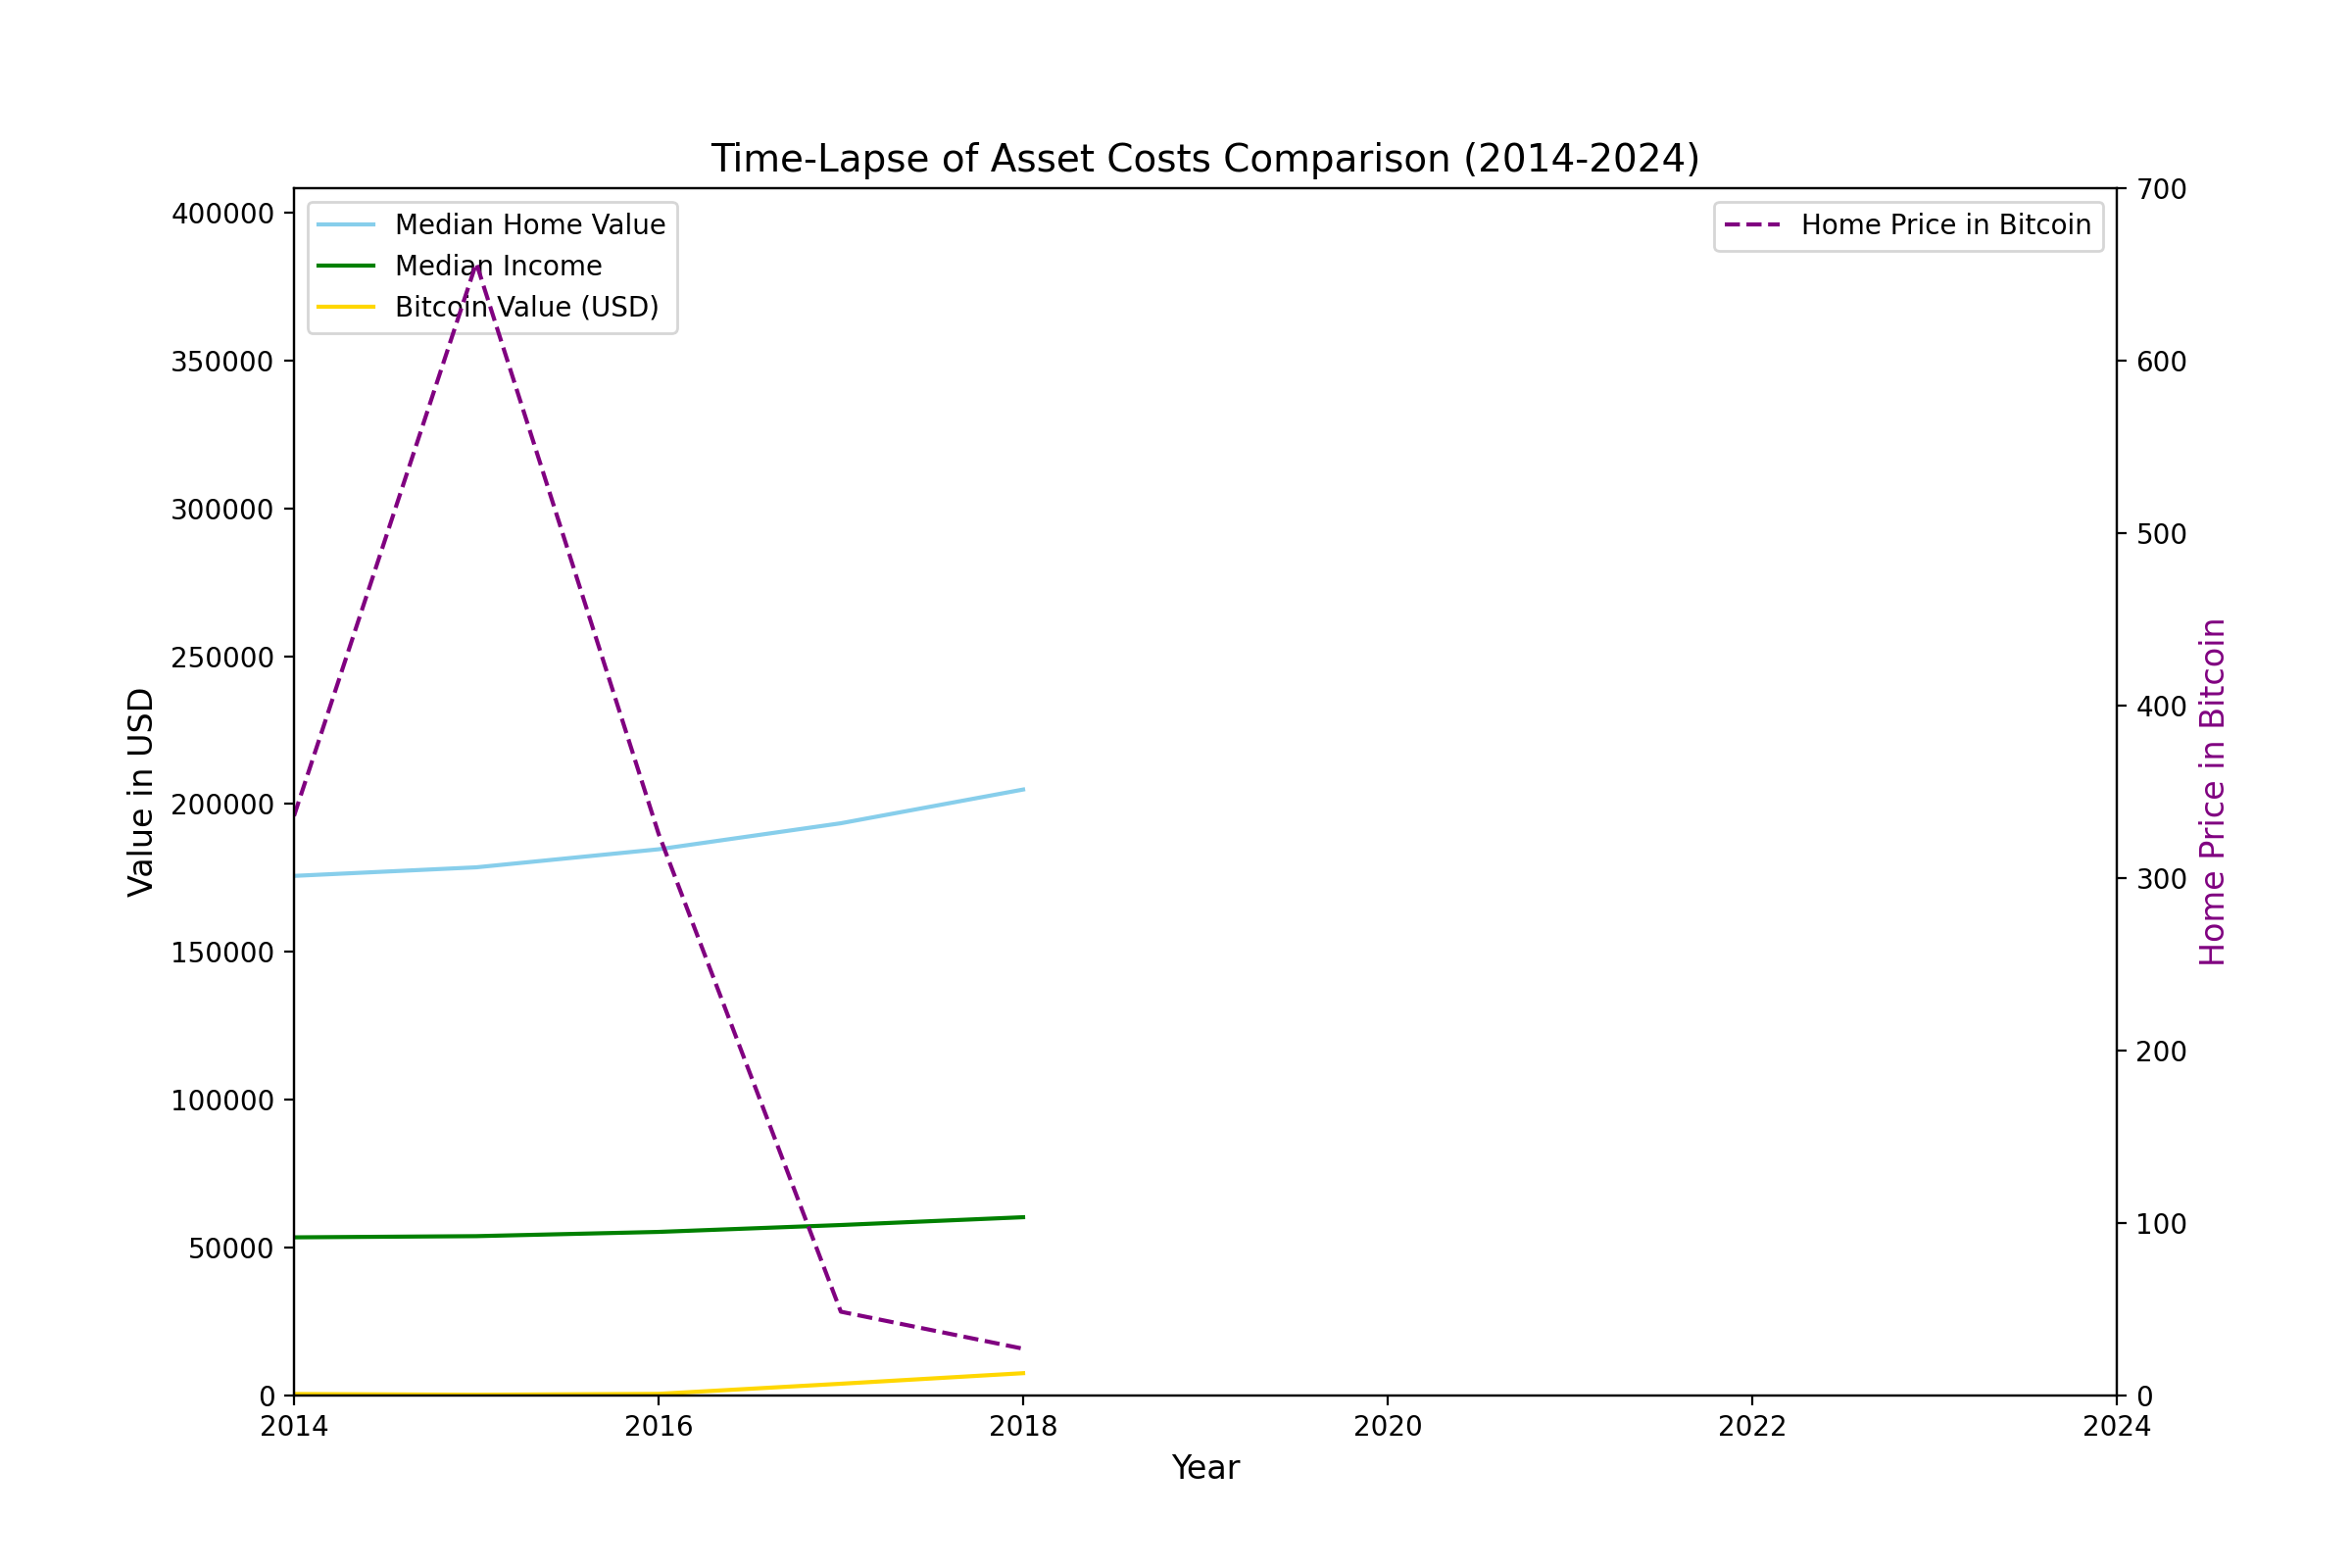 Time-Lapse of Asset Costs Comparison (2014-2024)
Median Home Value
Median Income
Bitcoin Value (USD)
Home Price in Bitcoin
Value in USD
400000
350000
300000
250000
200000
150000
100000
50000
0
700
600
500
400
300
200
100
0
Home Price in Bitcoin
2014
2016
2018
2020
2022
2024
Year